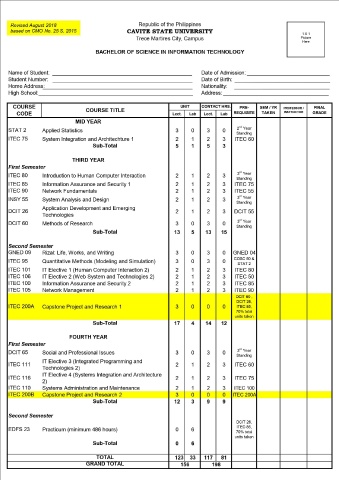 Revised August 2018
based on CMO No. 25 S. 2015
Republic of the Philippines
CAVITE STATE UNIVERSITY
Trece Martires City, Campus
1 X 1
Picture
Here
BACHELOR OF SCIENCE IN INFORMATION TECHNOLOGY
Name of Student: Date of Admission:
Student Number: Date of Birth:
Home Address: Nationality:
High School: Address:
COURSE CODE COURSE TITLE UNIT CONTACT HRS. PRE-REQUISITE SEM / YR TAKEN PROFESSOR / INSTRUCTOR FINAL GRADE
Lect. Lab Lect. Lab
MID YEAR
STAT 2 Applied Statistics 3 0 3 0 2nd Year Standing
ITEC 75 System Integration and Architechture 1 2 1 2 3 ITEC 60
Sub-Total 5 1 5 3
THIRD YEAR
First Semester
ITEC 80 Introduction to Human Computer Interaction 2 1 2 3 3rd Year Standing
ITEC 85 Information Assurance and Security 1 2 1 2 3 ITEC 75
ITEC 90 Network Fundamentals 2 1 2 3 ITEC 55
INSY 55 System Analysis and Design 2 1 2 3 3rd Year Standing
DCIT 26 Application Development and Emerging Technologies 2 1 2 3 DCIT 55
DCIT 60 Methods of Research 3 0 3 0 3rd Year Standing
Sub-Total 13 5 13 15
Second Semester
GNED 09 Rizal: Life, Works, and Writing 3 0 3 0 GNED 04
ITEC 95 Quantitative Methods (Modeling and Simulation) 3 0 3 0 COSC 50 & STAT 2
ITEC 101 IT Elective 1 (Human Computer Interaction 2) 2 1 2 3 ITEC 80
ITEC 106 IT Elective 2 (Web System and Technologies 2) 2 1 2 3 ITEC 50
ITEC 100 Information Assurance and Security 2 2 1 2 3 ITEC 85
ITEC 105 Network Management 2 1 2 3 ITEC 90
ITEC 200A Capstone Project and Research 1 3 0 0 0 DCIT 60, DCIT 26, ITEC 85, 70% total units taken
Sub-Total 17 4 14 12
FOURTH YEAR
First Semester
DCIT 65 Social and Professional Issues 3 0 3 0 Year Standing
ITEC 111 IT Elective 3 (Integrated Programming and Technologies 2) 2 1 2 3 ITEC 60
ITEC 116 IT Elective 4 (Systems Integration and Architecture 2) 2 1 2 3 ITEC 75
ITEC 110 Systems Administration and Maintenance 2 1 2 3 ITEC 100
ITEC 200B Capstone Project and Research 2 3 0 0 0 ITEC 200A
Sub-Total 12 3 9 9
Second Semester
EDFS 23 Practicum (minimum 486 hours) 0 6 DCIT 26, ITEC 85, 70% total units taken
Sub-Total 0 6
TOTAL 123 33 117 81
GRAND TOTAL 156 198